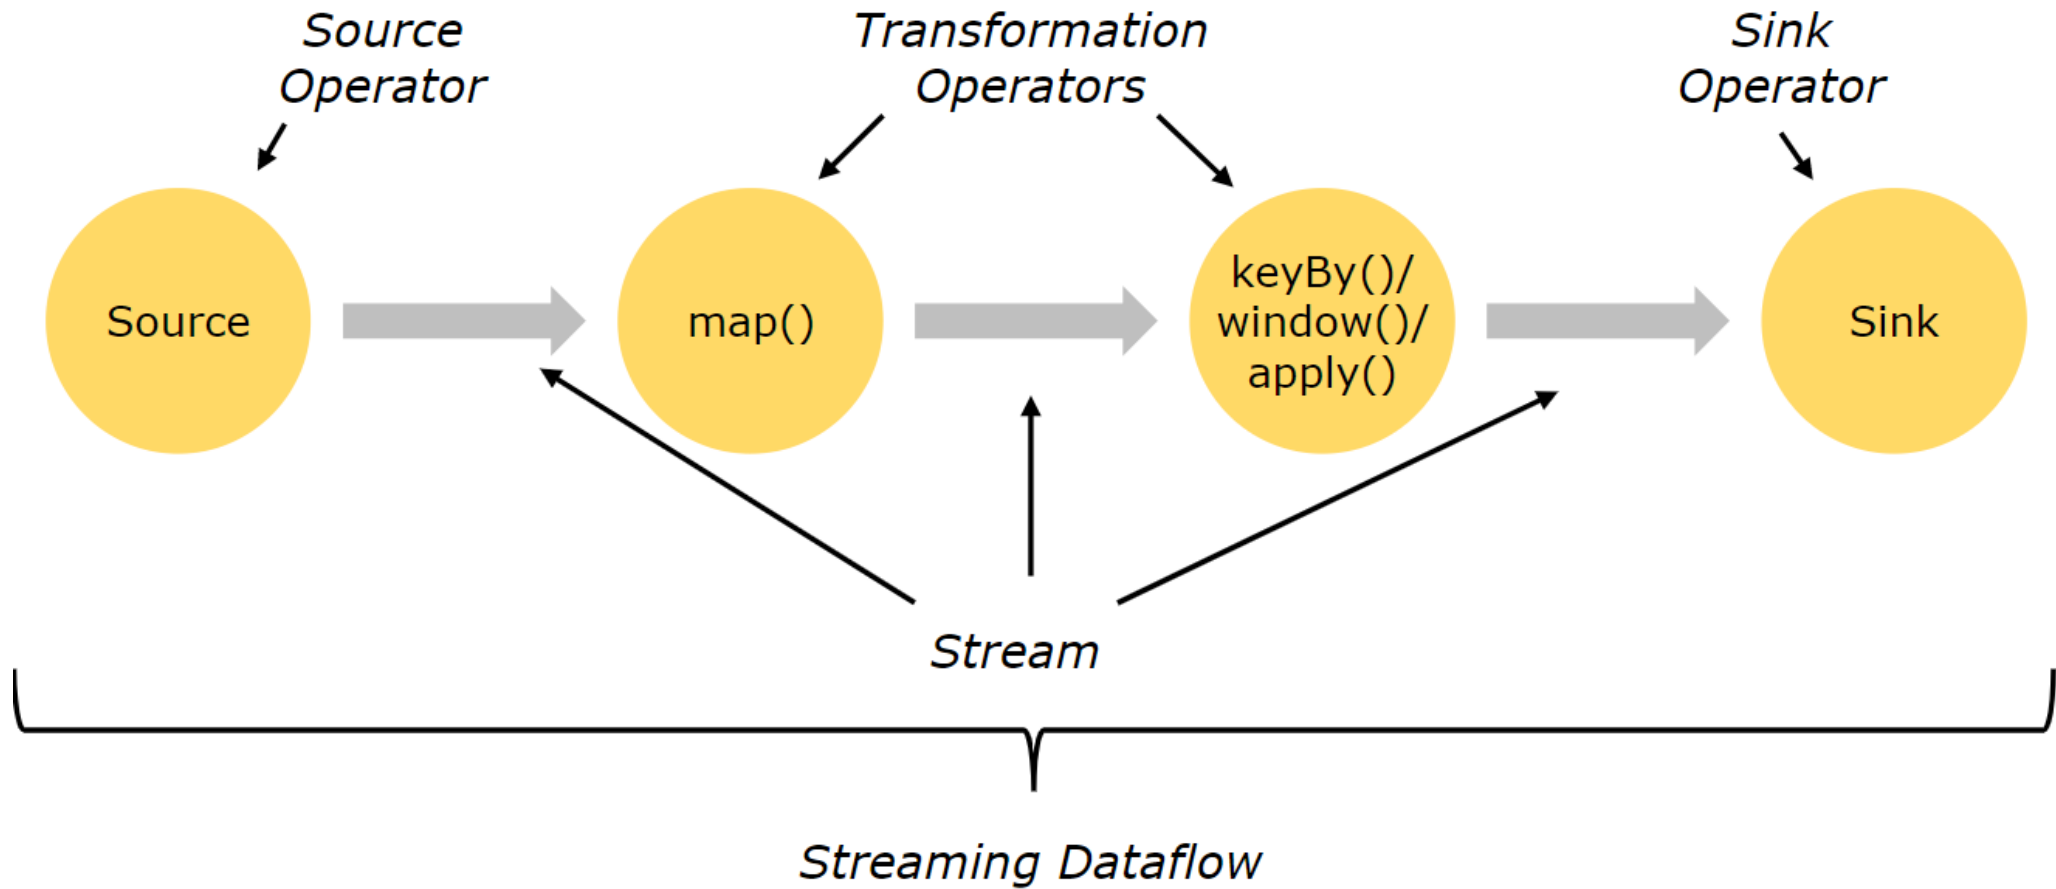 Source
Operator
Transformation
Operators
Sink
Operator
Source
map()
keyBy()/
window()/
apply()
Sink
Stream
Streaming Dataflow